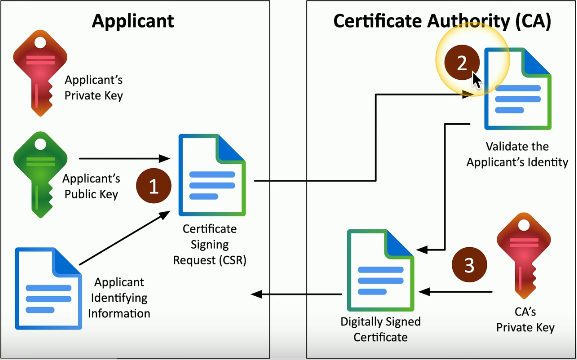 Applicant
Applicant's
Private Key
Applicant's
Public Key
1
Certificate
Signing
Request (CSR)
Applicant
Identifying
Information
Certificate Authority (CA)
2
Validate the
Applicant's Identity
3
Digitally Signed
Certificate
CA's
Private Key